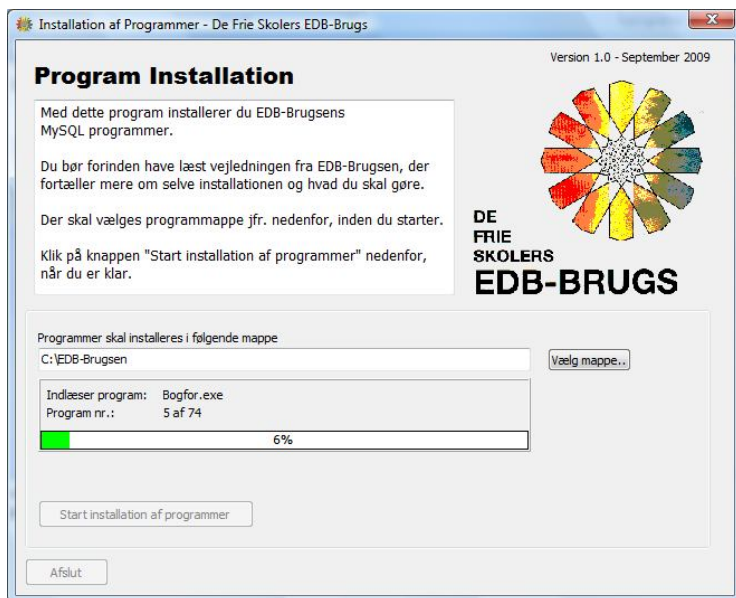 Installation af Programmer - De Frie Skolers EDB-Brugs
Version 1.0 - September 2009
Program Installation
Med dette program installerer du EDB-Brugsens
MySQL programmer.
Du bør forinden have læst vejledningen fra EDB-Brugsen, der
fortæller mere om selve installationen og hvad du skal gøre.
Der skal vælges programmappe jfr. nedenfor, inden du starter.
Klik på knappen "Start installation af programmer" nedenfor,
når du er klar.
DE
FRIE
SKOLERS
EDB-BRUGS
Programmer skal installeres i følgende mappe
C:\EDB-Brugsen
Vælg mappe..
Indlæser program: Bogfor.exe
Program nr.: 5 af 74
6%
Start installation af programmer
Afslut